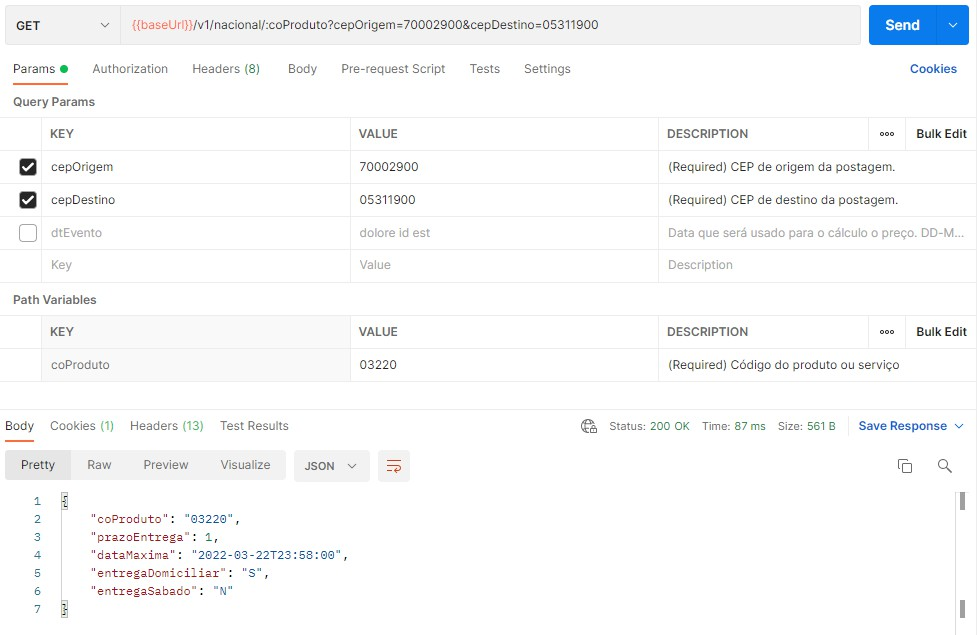 GET {{baseUrl}}/v1/nacional/:coProduto?cepOrigem=70002900&cepDestino=05311900 Send
Params Authorization Headers (8) Body Pre-request Script Tests Settings Cookies
Query Params
KEY VALUE DESCRIPTION ooo Bulk Edit
cepOrigem 70002900 (Required) CEP de origem da postagem.
cepDestino 05311900 (Required) CEP de destino da postagem.
dtEvento dolore id est Data que será usado para o cálculo o preço. DD-M...
Key Value Description
Path Variables
KEY VALUE DESCRIPTION ooo Bulk Edit
coProduto 03220 (Required) Código do produto ou serviço
Body Cookies (1) Headers (13) Test Results Status: 200 OK Time: 87 ms Size: 561 B Save Response
Pretty Raw Preview Visualize JSON
1 {
2 "coProduto": "03220",
3 "prazoEntrega": 1,
4 "dataMaxima": "2022-03-22T23:58:00",
5 "entregaDomiciliar": "S",
6 "entregaSabado": "N"
7 }